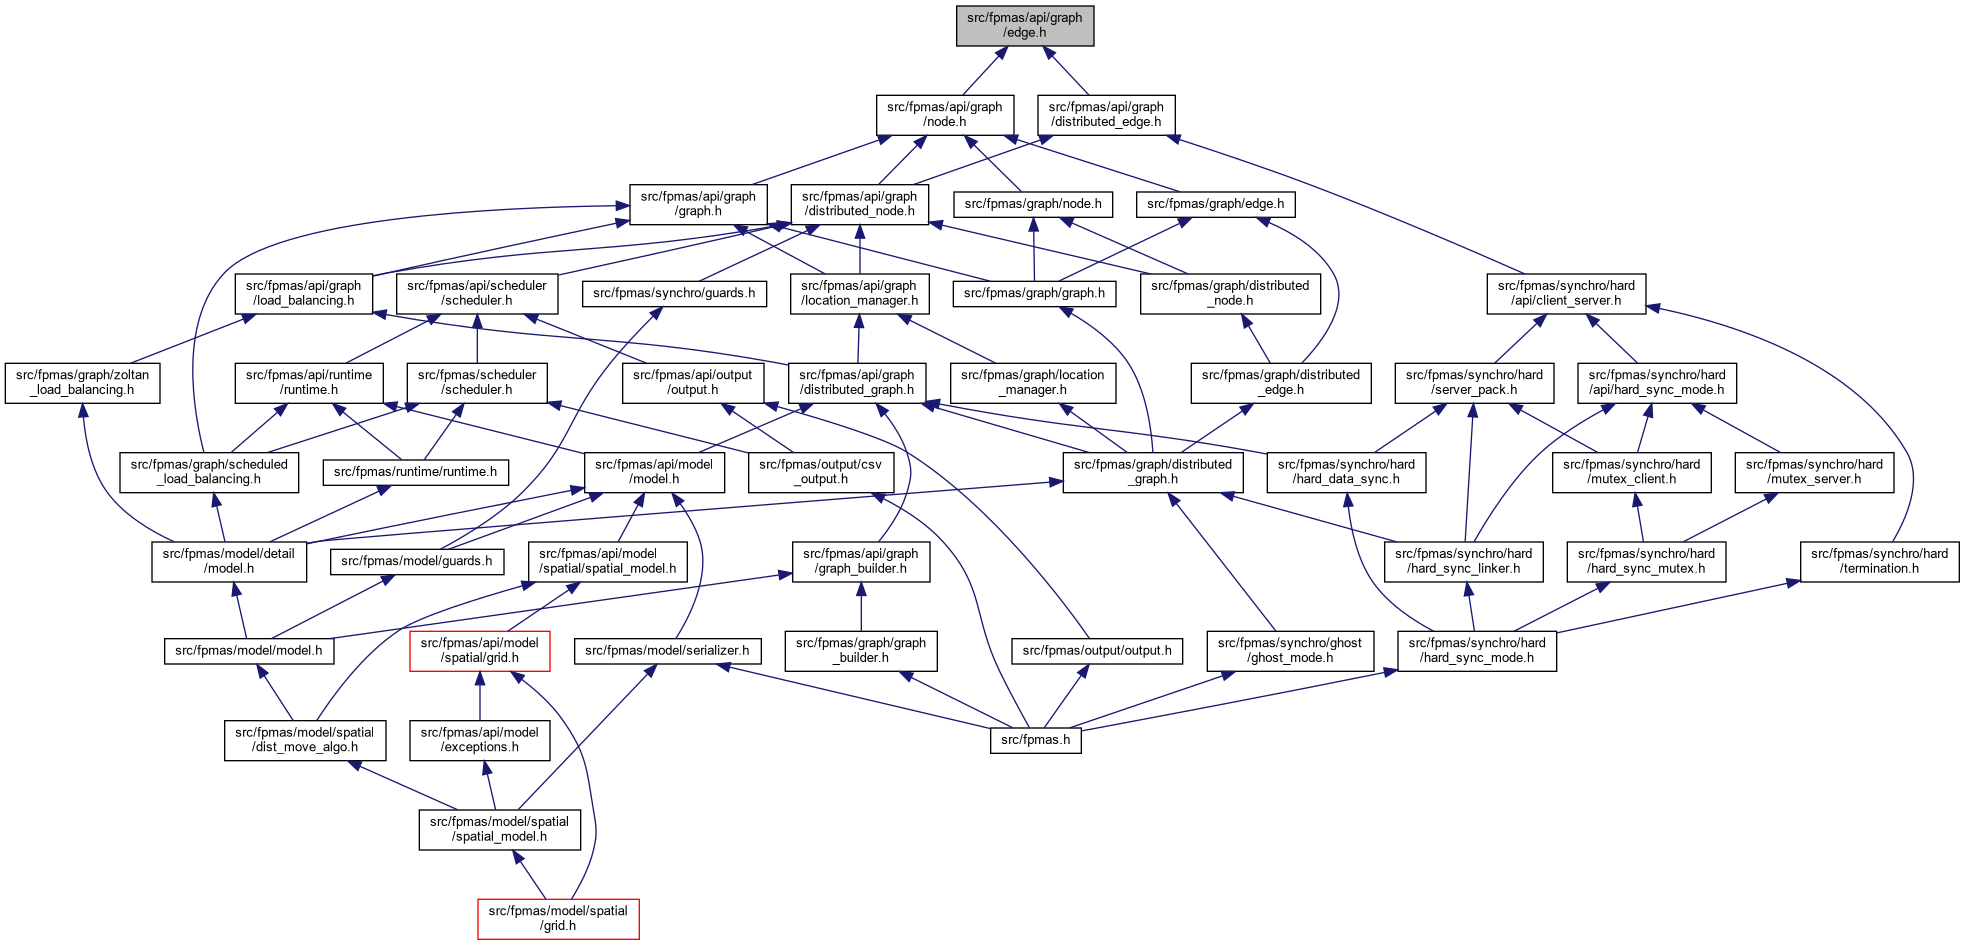 src/fpmas/api/graph
/edge.h
src/fpmas/api/graph
/node.h
src/fpmas/api/graph
/distributed_edge.h
src/fpmas/api/graph
/graph.h
src/fpmas/api/graph
/distributed_node.h
src/fpmas/graph/node.h
src/fpmas/graph/edge.h
src/fpmas/api/graph
/load_balancing.h
src/fpmas/api/scheduler
/scheduler.h
src/fpmas/synchro/guards.h
src/fpmas/api/graph
/location_manager.h
src/fpmas/graph/graph.h
src/fpmas/graph/distributed
_node.h
src/fpmas/synchro/hard
/api/client_server.h
src/fpmas/graph/zoltan
_load_balancing.h
src/fpmas/api/runtime
/runtime.h
src/fpmas/scheduler
/scheduler.h
src/fpmas/api/output
/output.h
src/fpmas/api/graph
/distributed_graph.h
src/fpmas/graph/location
_manager.h
src/fpmas/graph/distributed
_edge.h
src/fpmas/synchro/hard
/server_pack.h
src/fpmas/synchro/hard
/api/hard_sync_mode.h
src/fpmas/graph/scheduled
_load_balancing.h
src/fpmas/runtime/runtime.h
src/fpmas/api/model
/model.h
src/fpmas/output/csv
_output.h
src/fpmas/graph/distributed
_graph.h
src/fpmas/synchro/hard
/hard_data_sync.h
src/fpmas/synchro/hard
/mutex_client.h
src/fpmas/synchro/hard
/mutex_server.h
src/fpmas/model/detail
/model.h
src/fpmas/model/guards.h
src/fpmas/api/model
/spatial/spatial_model.h
src/fpmas/api/graph
/graph_builder.h
src/fpmas/synchro/hard
/hard_sync_linker.h
src/fpmas/synchro/hard
/hard_sync_mutex.h
src/fpmas/synchro/hard
/termination.h
src/fpmas/model/model.h
src/fpmas/api/model
/spatial/grid.h
src/fpmas/model/serializer.h
src/fpmas/graph/graph
_builder.h
src/fpmas/output/output.h
src/fpmas/synchro/ghost
/ghost_mode.h
src/fpmas/synchro/hard
/hard_sync_mode.h
src/fpmas/model/spatial
/dist_move_algo.h
src/fpmas/api/model
/exceptions.h
src/fpmas.h
src/fpmas/model/spatial
/spatial_model.h
src/fpmas/model/spatial
/grid.h